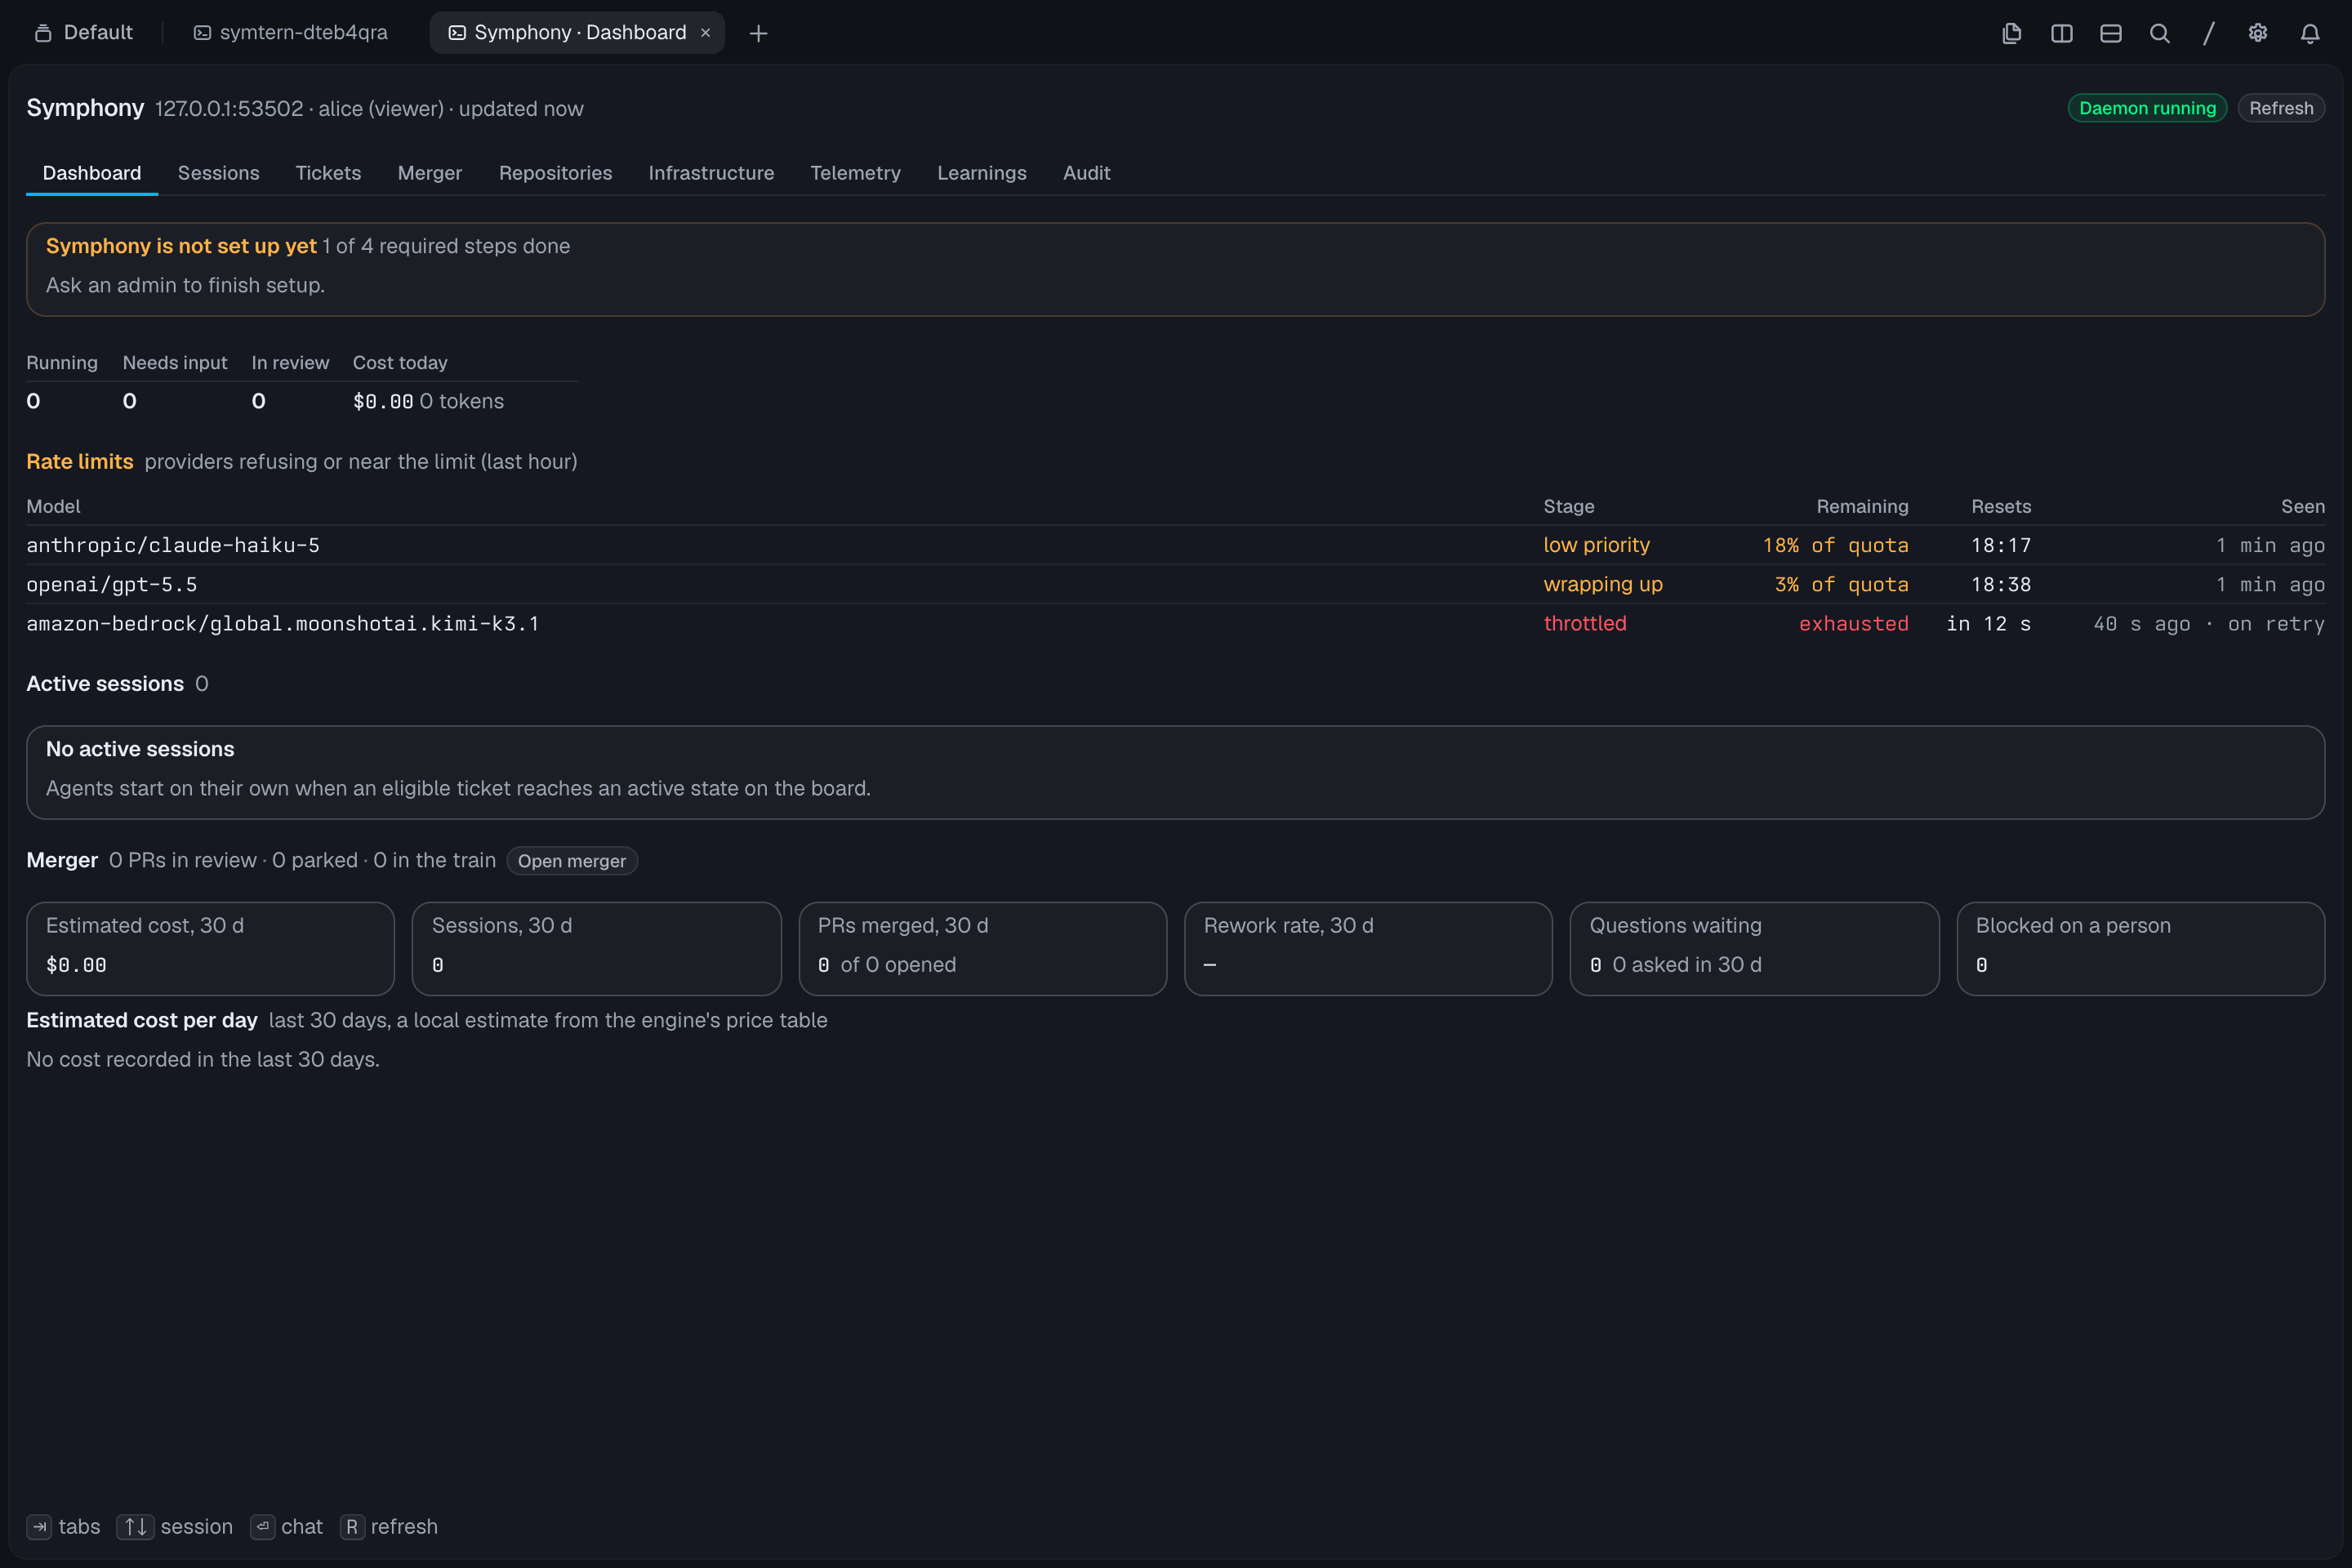 Default
symtern-dteb4qra
Symphony · Dashboard ×
Symphony 127.0.0.1:53502 · alice (viewer) · updated now
Daemon running Refresh
Dashboard Sessions Tickets Merger Repositories Infrastructure Telemetry Learnings Audit
Symphony is not set up yet 1 of 4 required steps done
Ask an admin to finish setup.
Running Needs input In review Cost today
0 0 0 $0.00 0 tokens
Rate limits providers refusing or near the limit (last hour)
Model Stage Remaining Resets Seen
anthropic/claude-haiku-5 low priority 18% of quota 18:17 1 min ago
openai/gpt-5.5 wrapping up 3% of quota 18:38 1 min ago
amazon-bedrock/global.moonshotai.kimi-k3.1 throttled exhausted in 12 s 40 s ago · on retry
Active sessions 0
No active sessions
Agents start on their own when an eligible ticket reaches an active state on the board.
Merger 0 PRs in review · 0 parked · 0 in the train Open merger
Estimated cost, 30 d Sessions, 30 d PRs merged, 30 d Rework rate, 30 d Questions waiting Blocked on a person
$0.00 0 0 of 0 opened – 0 0 asked in 30 d 0
Estimated cost per day last 30 days, a local estimate from the engine's price table
No cost recorded in the last 30 days.
tabs ↑↓ session chat R refresh